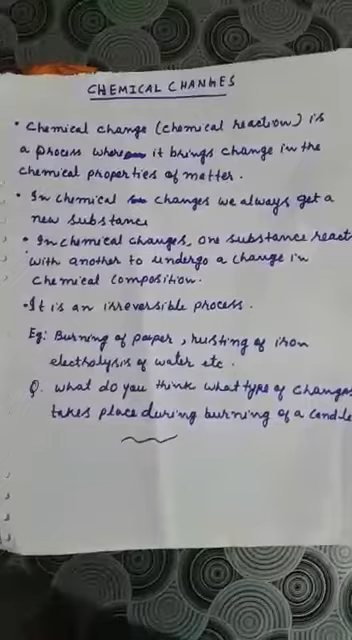 CHEMICAL CHANGES
• Chemical change (chemical reaction) is
a process where it brings change in the
chemical properties of matter.
• In chemical changes we always get a
new substance
• In chemical changes, one substance react
with another to undergo a change in
chemical composition.
• It is an irreversible process.
Eg: Burning of paper, rusting of iron
electrolysis of water etc.
Q. What do you think what type of changes
takes place during burning of a candle